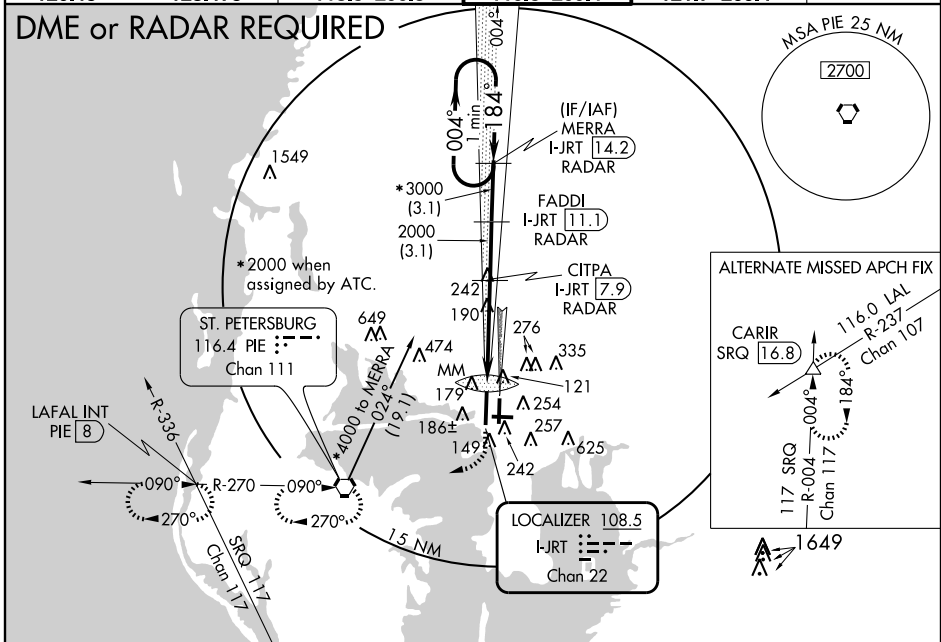 DME or RADAR REQUIRED
004°
MSA PIE 25 NM
2700
004°
1 min
184°
(IF/IAF)
MERRA
I-JRT 14.2
RADAR
1549
*3000
(3.1)
FADDI
I-JRT 11.1
RADAR
2000
(3.1)
*2000 when
assigned by ATC.
CITPA
I-JRT 7.9
RADAR
242
190
ALTERNATE MISSED APCH FIX
116.0 LAL
R-237
Chan 107
CARIR
SRQ 16.8
004°
184°
117 SRQ
R-004
Chan 117
ST. PETERSBURG
116.4 PIE
Chan 111
649
474
276
335
MM
179
121
254
186±
257
149
242
625
*4000 to MERRA
024°
(19.1)
LAFAL INT
PIE 8
R-336
090°
R-270
090°
270°
270°
15 NM
SRQ 117
Chan 117
LOCALIZER 108.5
I-JRT
Chan 22
1649